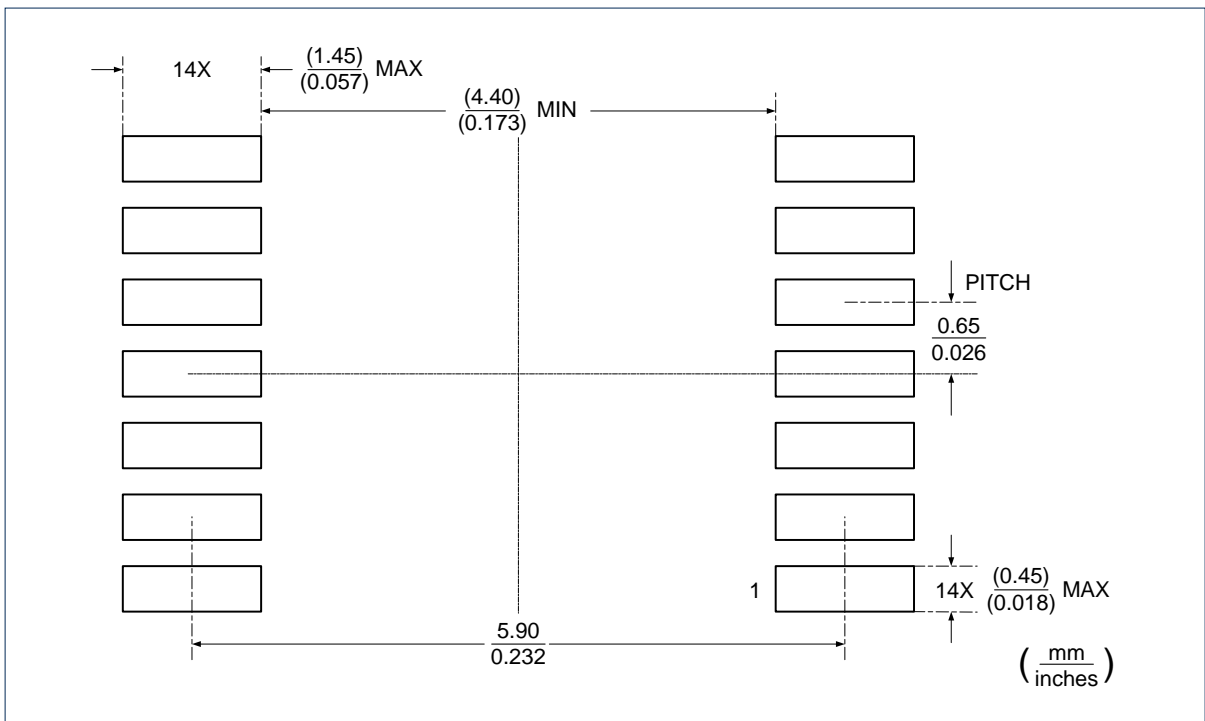 14X
(1.45)
(0.057)
MAX
(4.40)
(0.173)
MIN
PITCH
0.65
0.026
1
14X
(0.45)
(0.018)
MAX
5.90
0.232
(mm
inches)